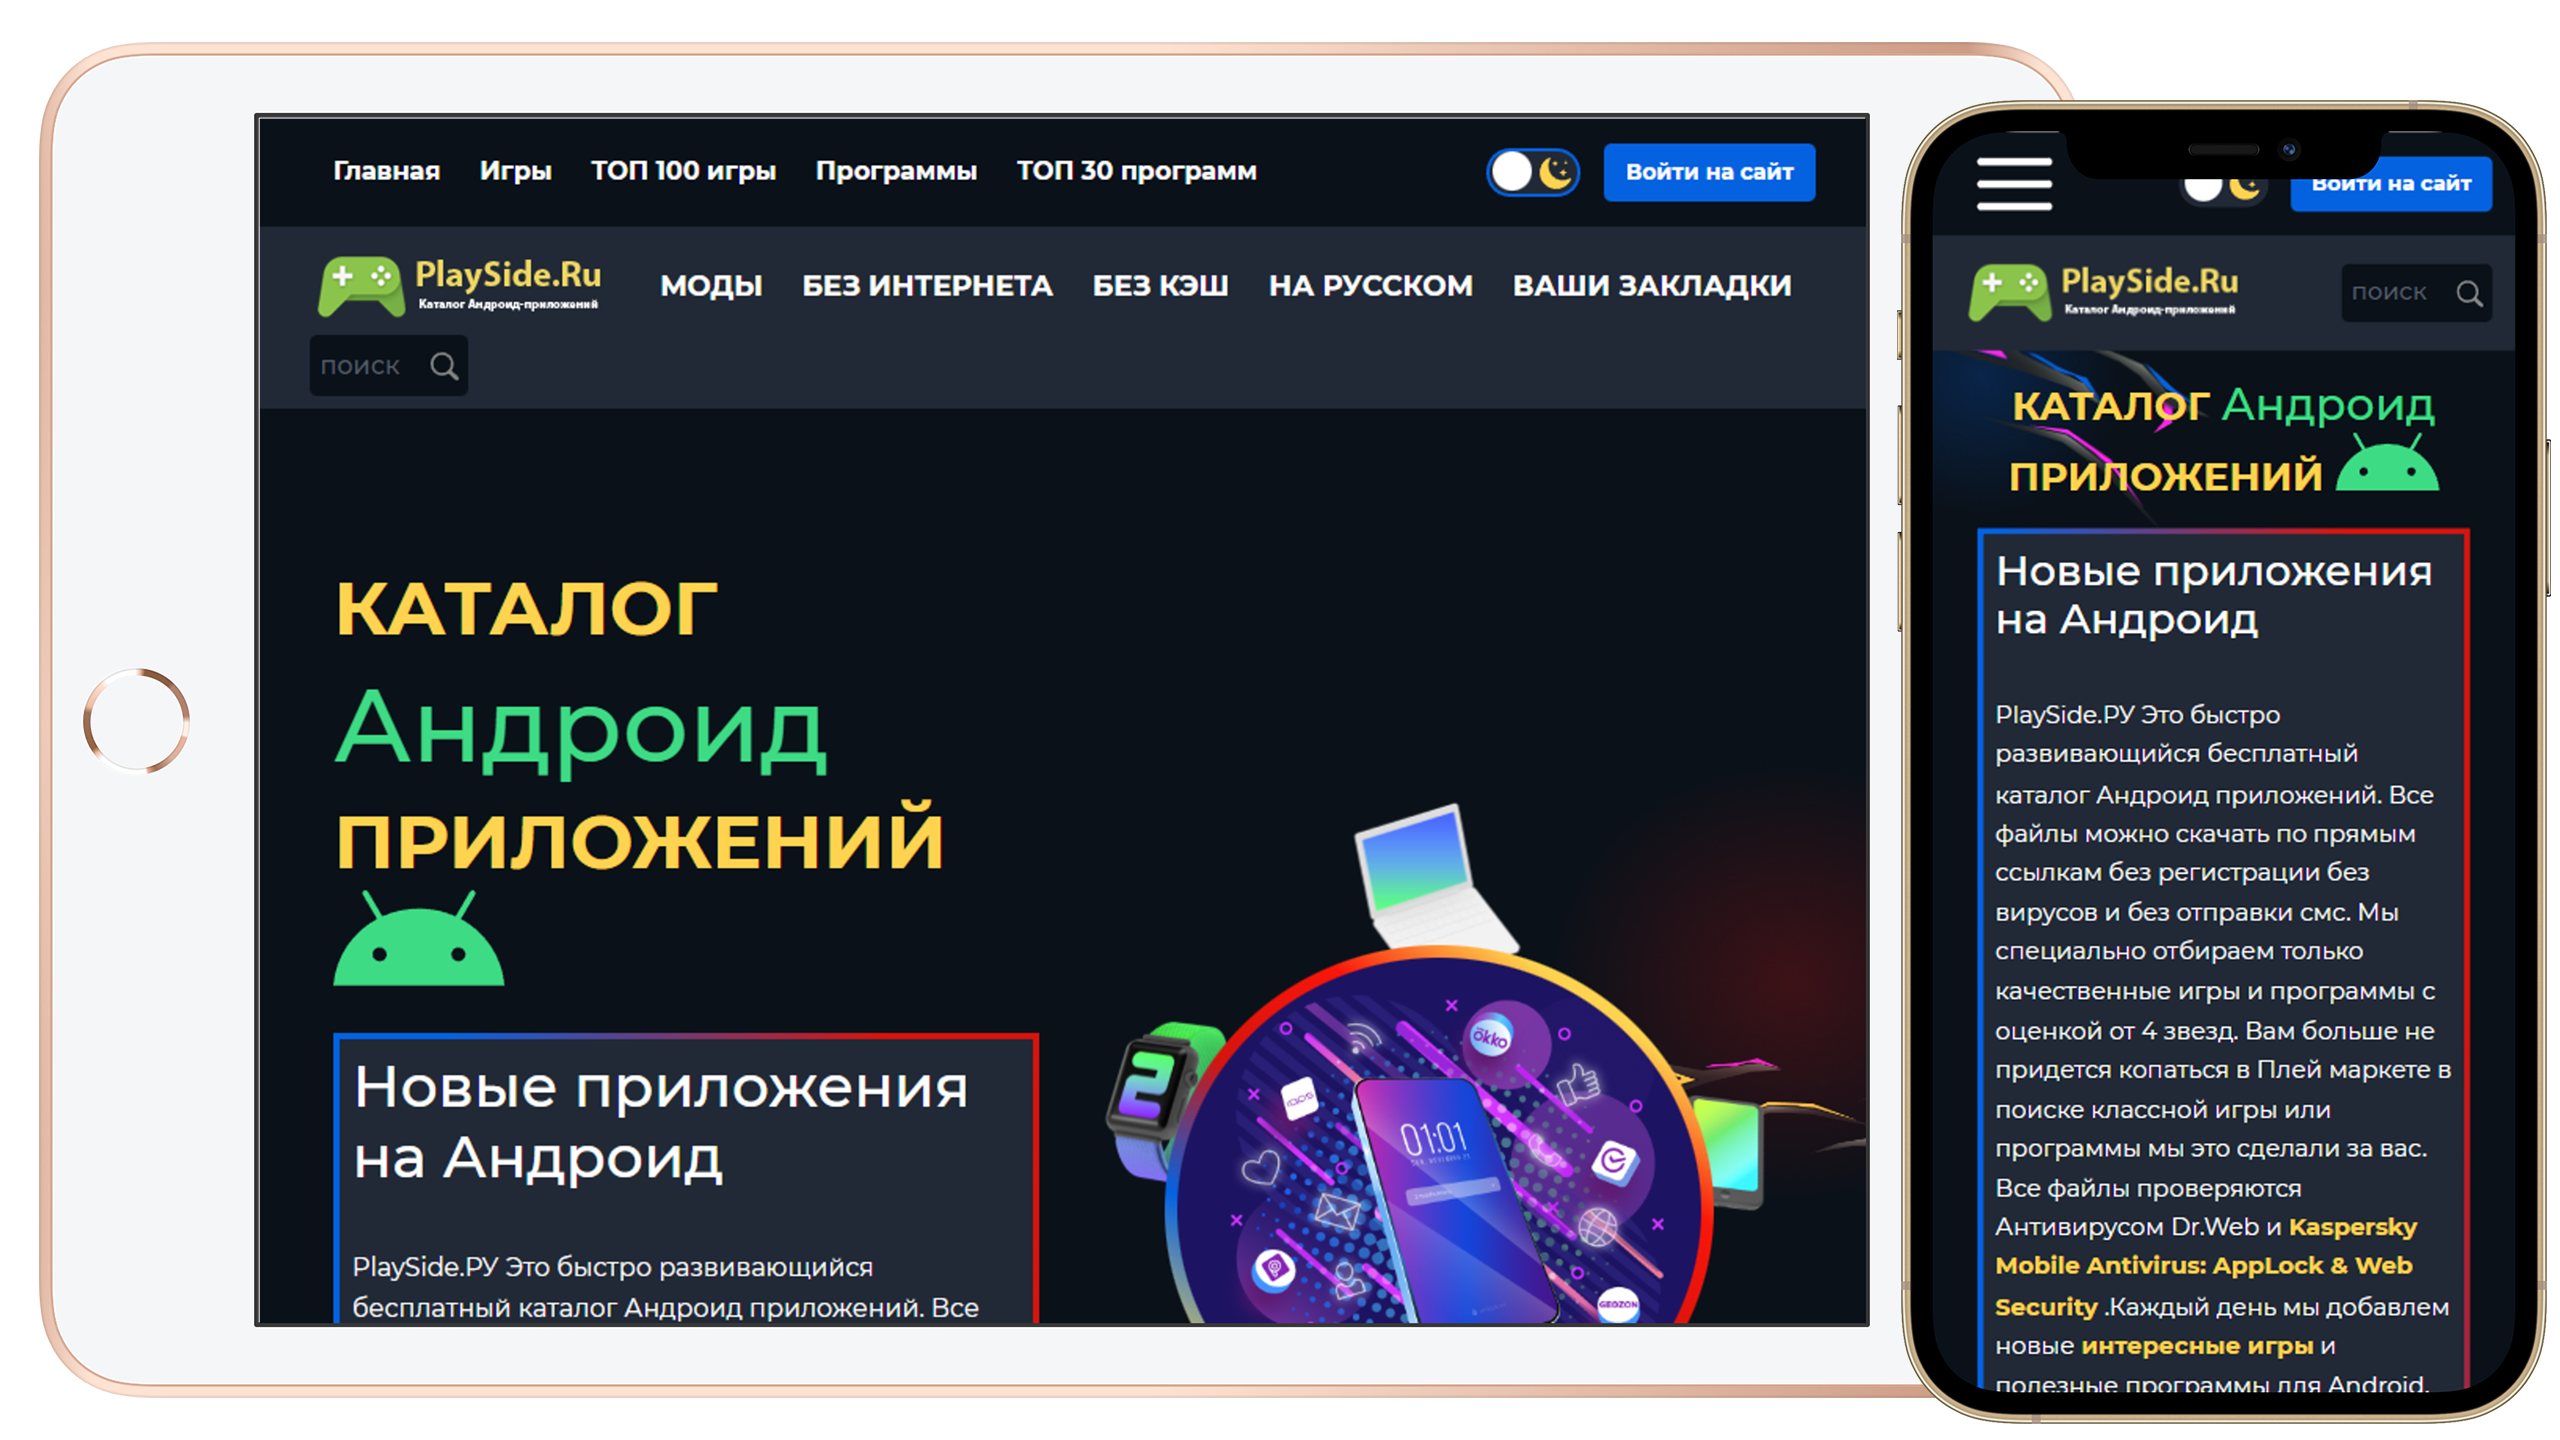 Главная Игры ТОП 100 игры Программы ТОП 30 программ Войти на сайт
PlaySide.Ru
Каталог Андроид-приложений
МОДЫ БЕЗ ИНТЕРНЕТА БЕЗ КЭШ НА РУССКОМ ВАШИ ЗАКЛАДКИ
поиск
КАТАЛОГ
Андроид
ПРИЛОЖЕНИЙ
Новые приложения
на Андроид
PlaySide.РУ Это быстро развивающийся
бесплатный каталог Андроид приложений. Все
2
okko
01:01
GEOZON
Войти на сайт
PlaySide.Ru
Каталог Андроид-приложений
поиск
КАТАЛОГ Андроид
ПРИЛОЖЕНИЙ
Новые приложения
на Андроид
PlaySide.РУ Это быстро
развивающийся бесплатный
каталог Андроид приложений. Все
файлы можно скачать по прямым
ссылкам без регистрации без
вирусов и без отправки смс. Мы
специально отбираем только
качественные игры и программы с
оценкой от 4 звезд. Вам больше не
придется копаться в Плей маркете в
поиске классной игры или
программы мы это сделали за вас.
Все файлы проверяются
Антивирусом Dr.Web и Kaspersky
Mobile Antivirus: AppLock & Web
Security .Каждый день мы добавлем
новые интересные игры и
полезные программы для Android.